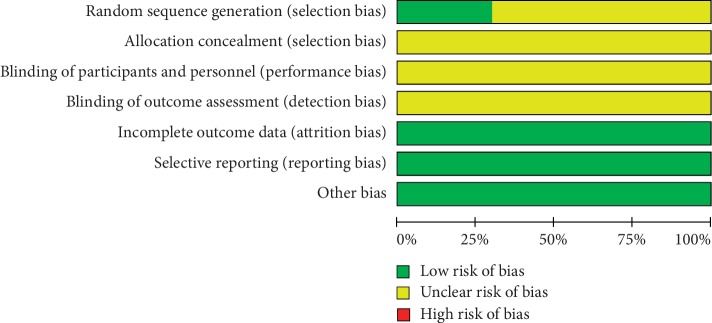 Random sequence generation (selection bias)
Allocation concealment (selection bias)
Blinding of participants and personnel (performance bias)
Blinding of outcome assessment (detection bias)
Incomplete outcome data (attrition bias)
Selective reporting (reporting bias)
Other bias
0% 25% 50% 75% 100%
Low risk of bias
Unclear risk of bias
High risk of bias